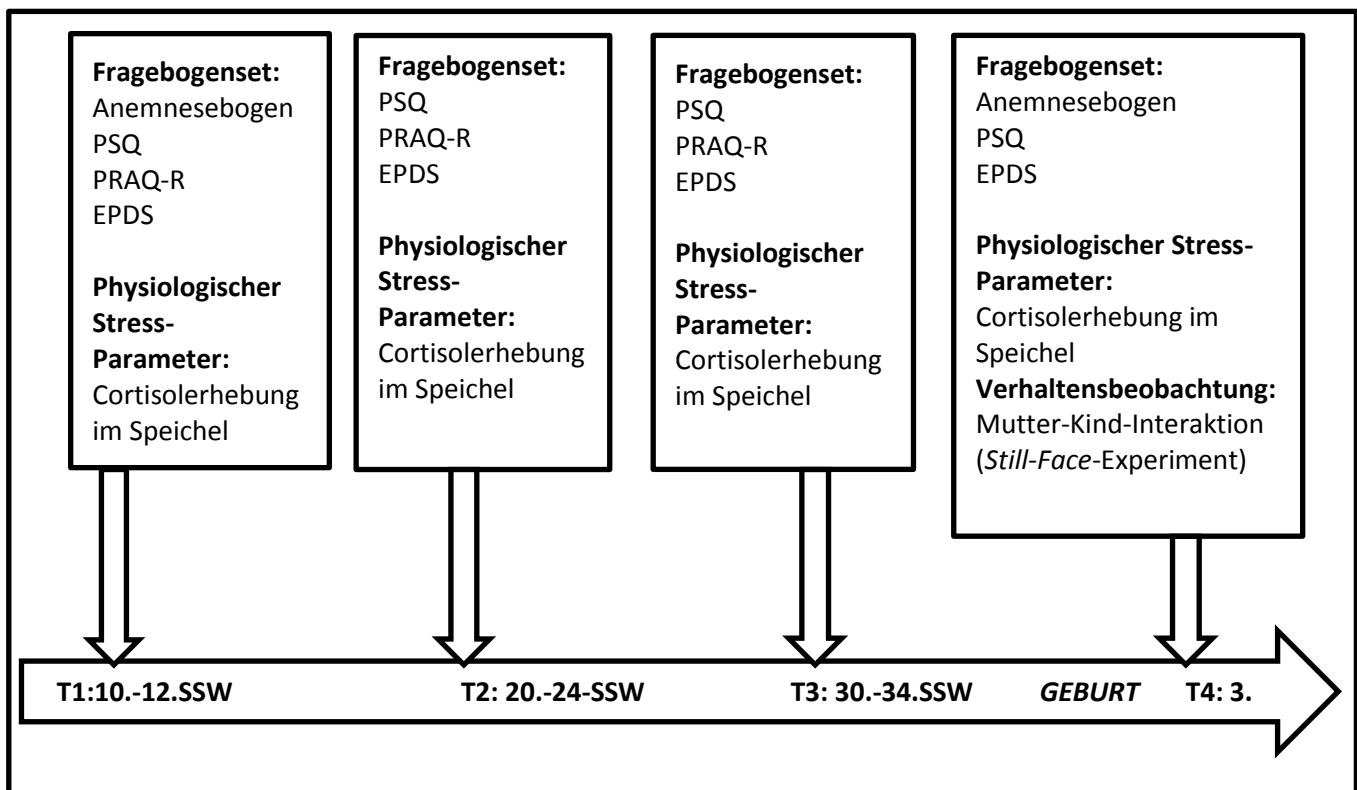 Fragebogenset:
Anemnesebogen
PSQ
PRAQ-R
EPDS
Physiologischer
Stress-
Parameter:
Cortisolerhebung
im Speichel
Fragebogenset:
PSQ
PRAQ-R
EPDS
Physiologischer
Stress-
Parameter:
Cortisolerhebung
im Speichel
Fragebogenset:
PSQ
PRAQ-R
EPDS
Physiologischer
Stress-
Parameter:
Cortisolerhebung
im Speichel
Fragebogenset:
Anemnesebogen
PSQ
EPDS
Physiologischer Stress-
Parameter:
Cortisolerhebung im
Speichel
Verhaltensbeobachtung:
Mutter-Kind-Interaktion
(Still-Face-Experiment)
T1:10.-12.SSW T2: 20.-24-SSW T3: 30.-34.SSW GEBURT T4: 3.